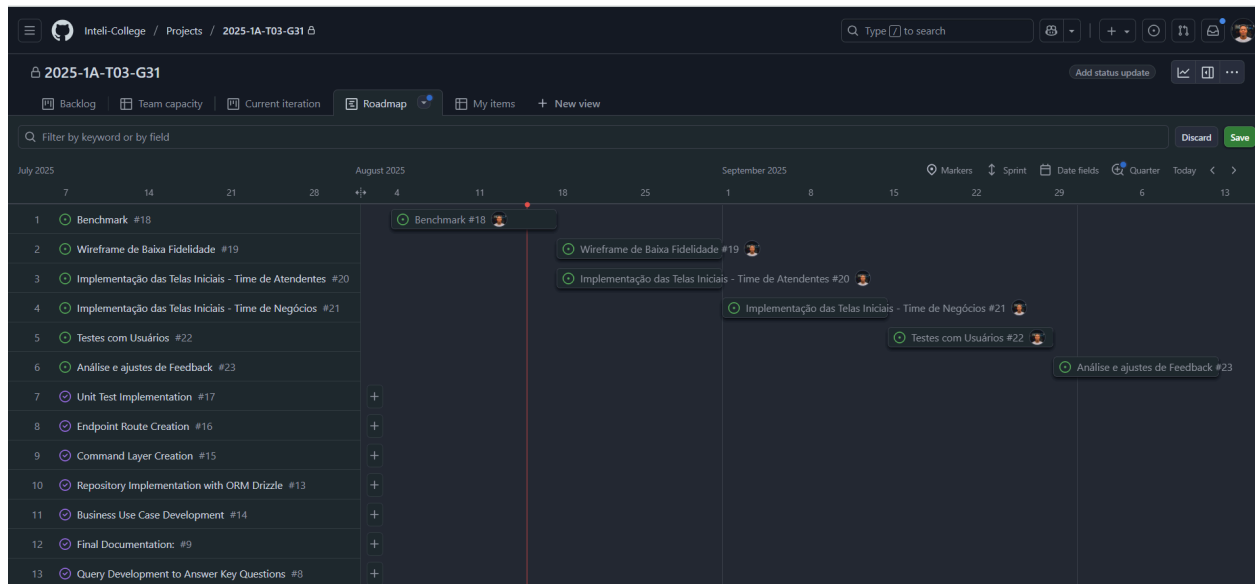 Inteli-College / Projects / 2025-1A-T03-G31
Type / to search
2025-1A-T03-G31
Add status update
Backlog Team capacity Current iteration Roadmap My items + New view
Filter by keyword or by field
Discard Save
July 2025 August 2025 September 2025 Markers Sprint Date fields Quarter Today
7 14 21 28 4 11 18 25 1 8 15 22 29 6 13
1 Benchmark #18 Benchmark #18
2 Wireframe de Baixa Fidelidade #19 Wireframe de Baixa Fidelidade #19
3 Implementação das Telas Iniciais - Time de Atendentes #20 Implementação das Telas Iniciais - Time de Atendentes #20
4 Implementação das Telas Iniciais - Time de Negócios #21 Implementação das Telas Iniciais - Time de Negócios #21
5 Testes com Usuários #22 Testes com Usuários #22
6 Análise e ajustes de Feedback #23 Análise e ajustes de Feedback #23
7 Unit Test Implementation #17
8 Endpoint Route Creation #16
9 Command Layer Creation #15
10 Repository Implementation with ORM Drizzle #13
11 Business Use Case Development #14
12 Final Documentation: #9
13 Query Development to Answer Key Questions #8